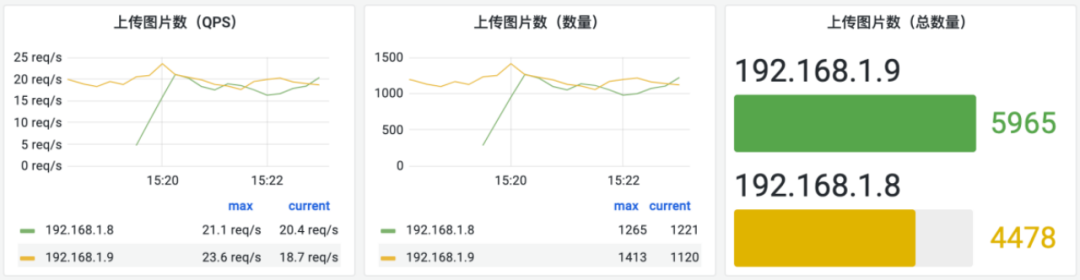 上传图片数（QPS）
25 req/s
20 req/s
15 req/s
10 req/s
5 req/s
0 req/s
15:20 15:22
max current
192.168.1.8 21.1 req/s 20.4 req/s
192.168.1.9 23.6 req/s 18.7 req/s
上传图片数（数量）
1500
1000
500
0
15:20 15:22
max current
192.168.1.8 1265 1221
192.168.1.9 1413 1120
上传图片数（总数量）
192.168.1.9
5965
192.168.1.8
4478